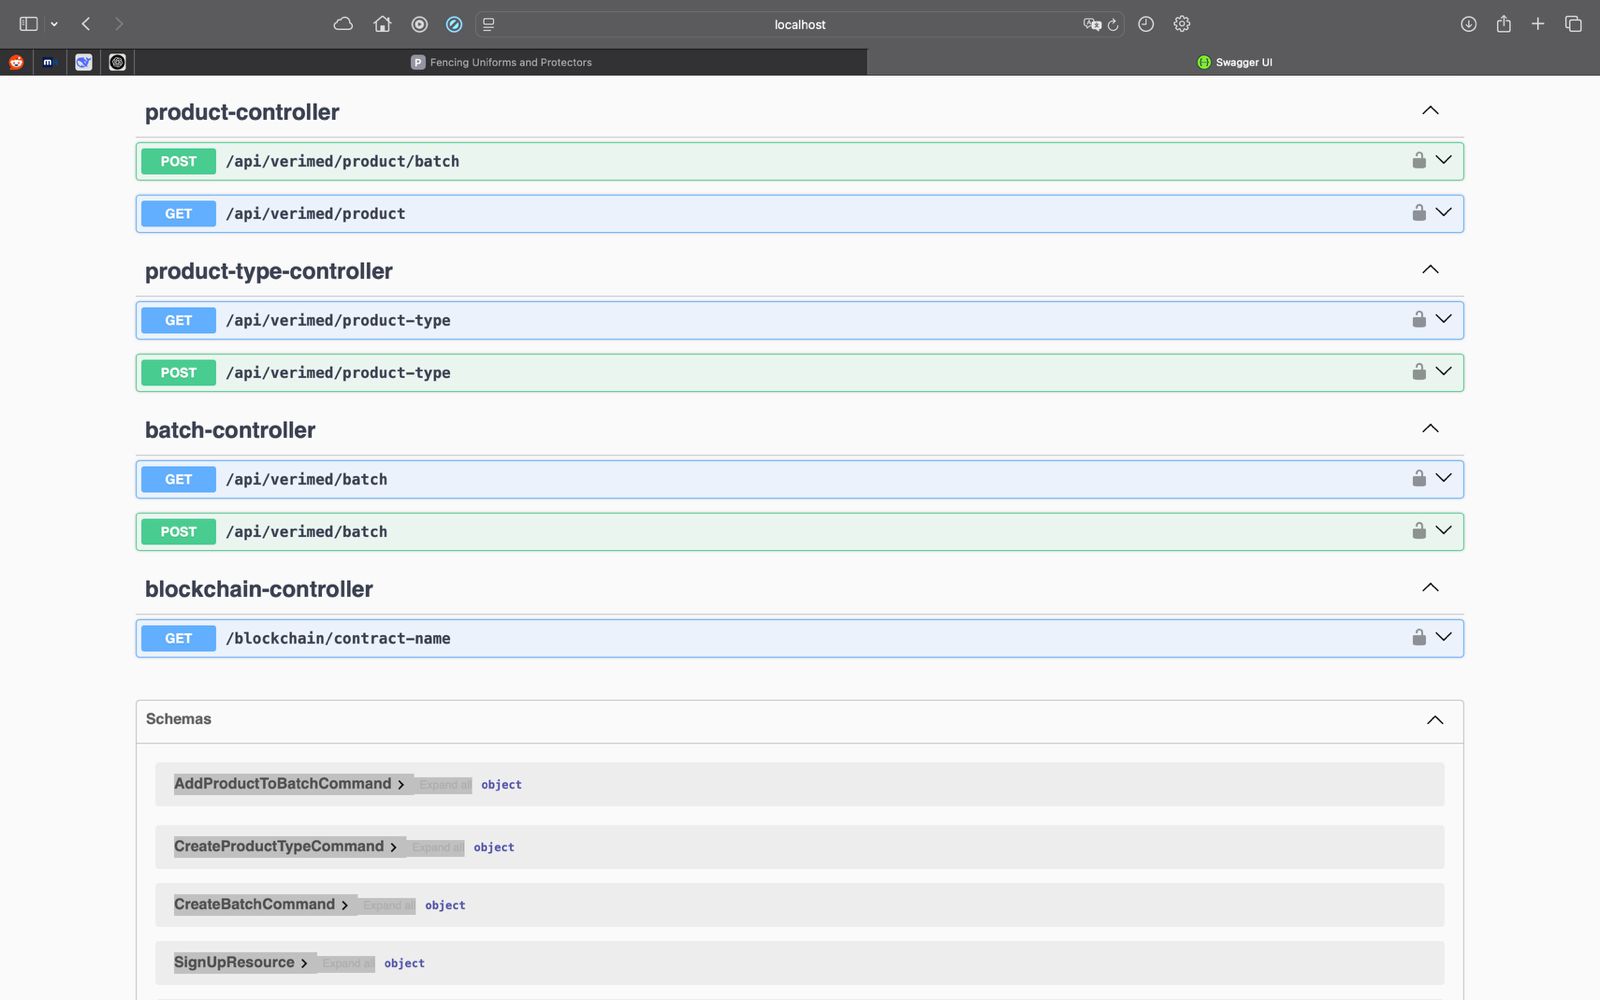 localhost
m
P Fencing Uniforms and Protectors
Swagger UI
product-controller
POST /api/verimed/product/batch
GET /api/verimed/product
product-type-controller
GET /api/verimed/product-type
POST /api/verimed/product-type
batch-controller
GET /api/verimed/batch
POST /api/verimed/batch
blockchain-controller
GET /blockchain/contract-name
Schemas
AddProductToBatchCommand Expand all object
CreateProductTypeCommand Expand all object
CreateBatchCommand Expand all object
SignUpResource Expand all object